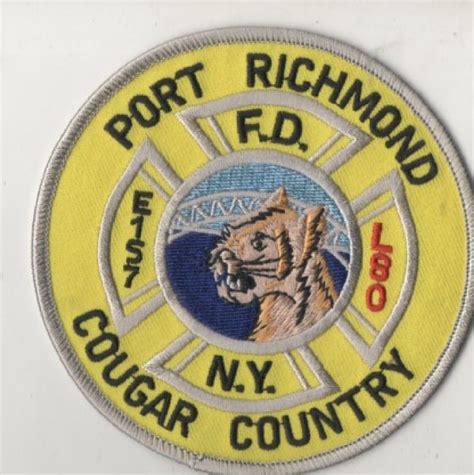 PORT RICHMOND
F.D.
E157
L80
N.Y.
COUGAR COUNTRY